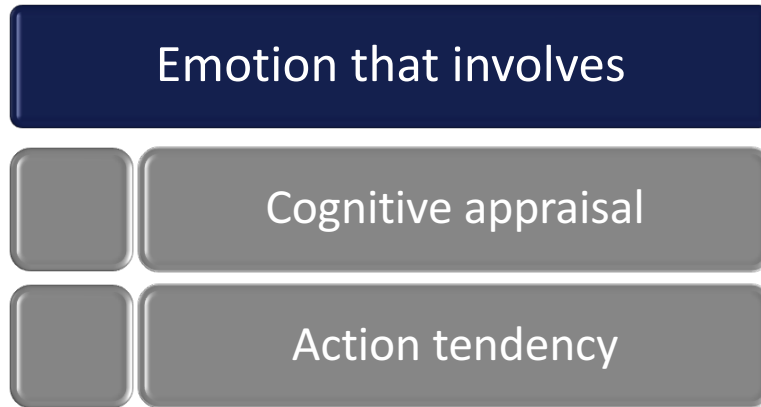 Emotion that involves
Cognitive appraisal
Action tendency